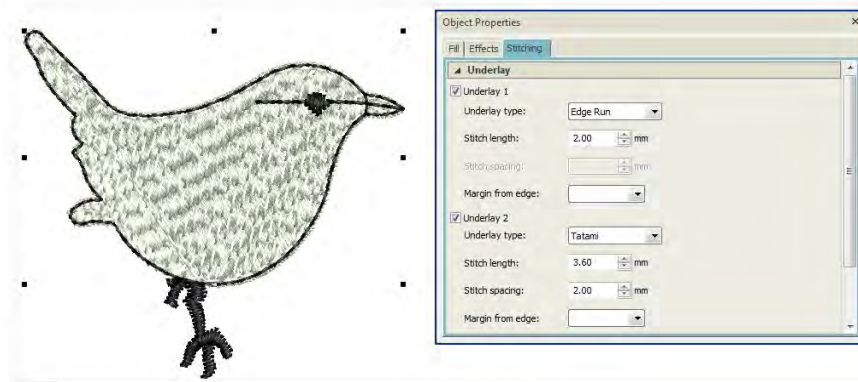 Object Properties
Fill Effects Stitching
Underlay
Underlay 1
Underlay type: Edge Run
Stitch length: 2.00 mm
Stitch spacing: mm
Margin from edge:
Underlay 2
Underlay type: Tatami
Stitch length: 3.60 mm
Stitch spacing: 2.00 mm
Margin from edge: